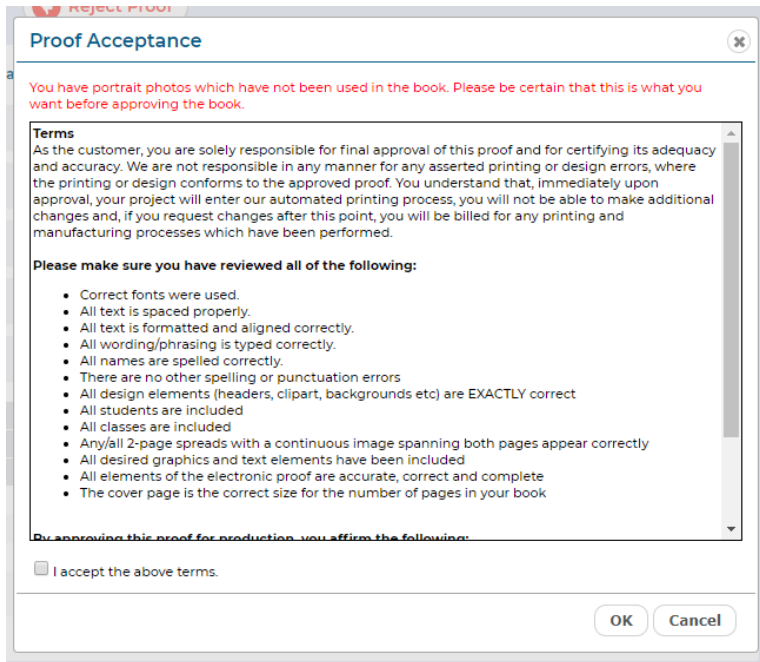 Reject Proof
Proof Acceptance
a
You have portrait photos which have not been used in the book. Please be certain that this is what you
want before approving the book.
Terms
As the customer, you are solely responsible for final approval of this proof and for certifying its adequacy
and accuracy. We are not responsible in any manner for any asserted printing or design errors, where
the printing or design conforms to the approved proof. You understand that, immediately upon
approval, your project will enter our automated printing process, you will not be able to make additional
changes and, if you request changes after this point, you will be billed for any printing and
manufacturing processes which have been performed.
Please make sure you have reviewed all of the following:
• Correct fonts were used.
• All text is spaced properly.
• All text is formatted and aligned correctly.
• All wording/phrasing is typed correctly.
• All names are spelled correctly.
• There are no other spelling or punctuation errors
• All design elements (headers, clipart, backgrounds etc) are EXACTLY correct
• All students are included
• All classes are included
• Any/all 2-page spreads with a continuous image spanning both pages appear correctly
• All desired graphics and text elements have been included
• All elements of the electronic proof are accurate, correct and complete
• The cover page is the correct size for the number of pages in your book
By approving this proof for production, you affirm the following:
I accept the above terms.
OK
Cancel